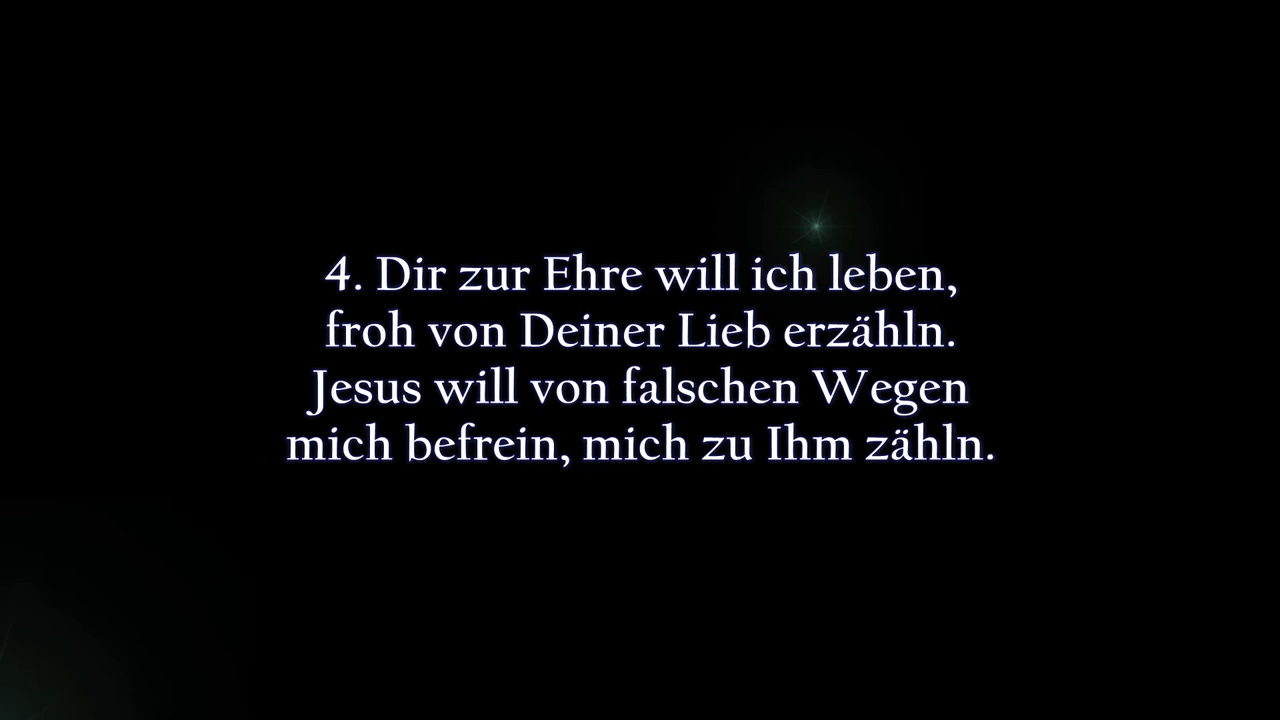 4. Dir zur Ehre will ich leben,
froh von Deiner Lieb erzähln.
Jesus will von falschen Wegen
mich befrein, mich zu Ihm zähln.